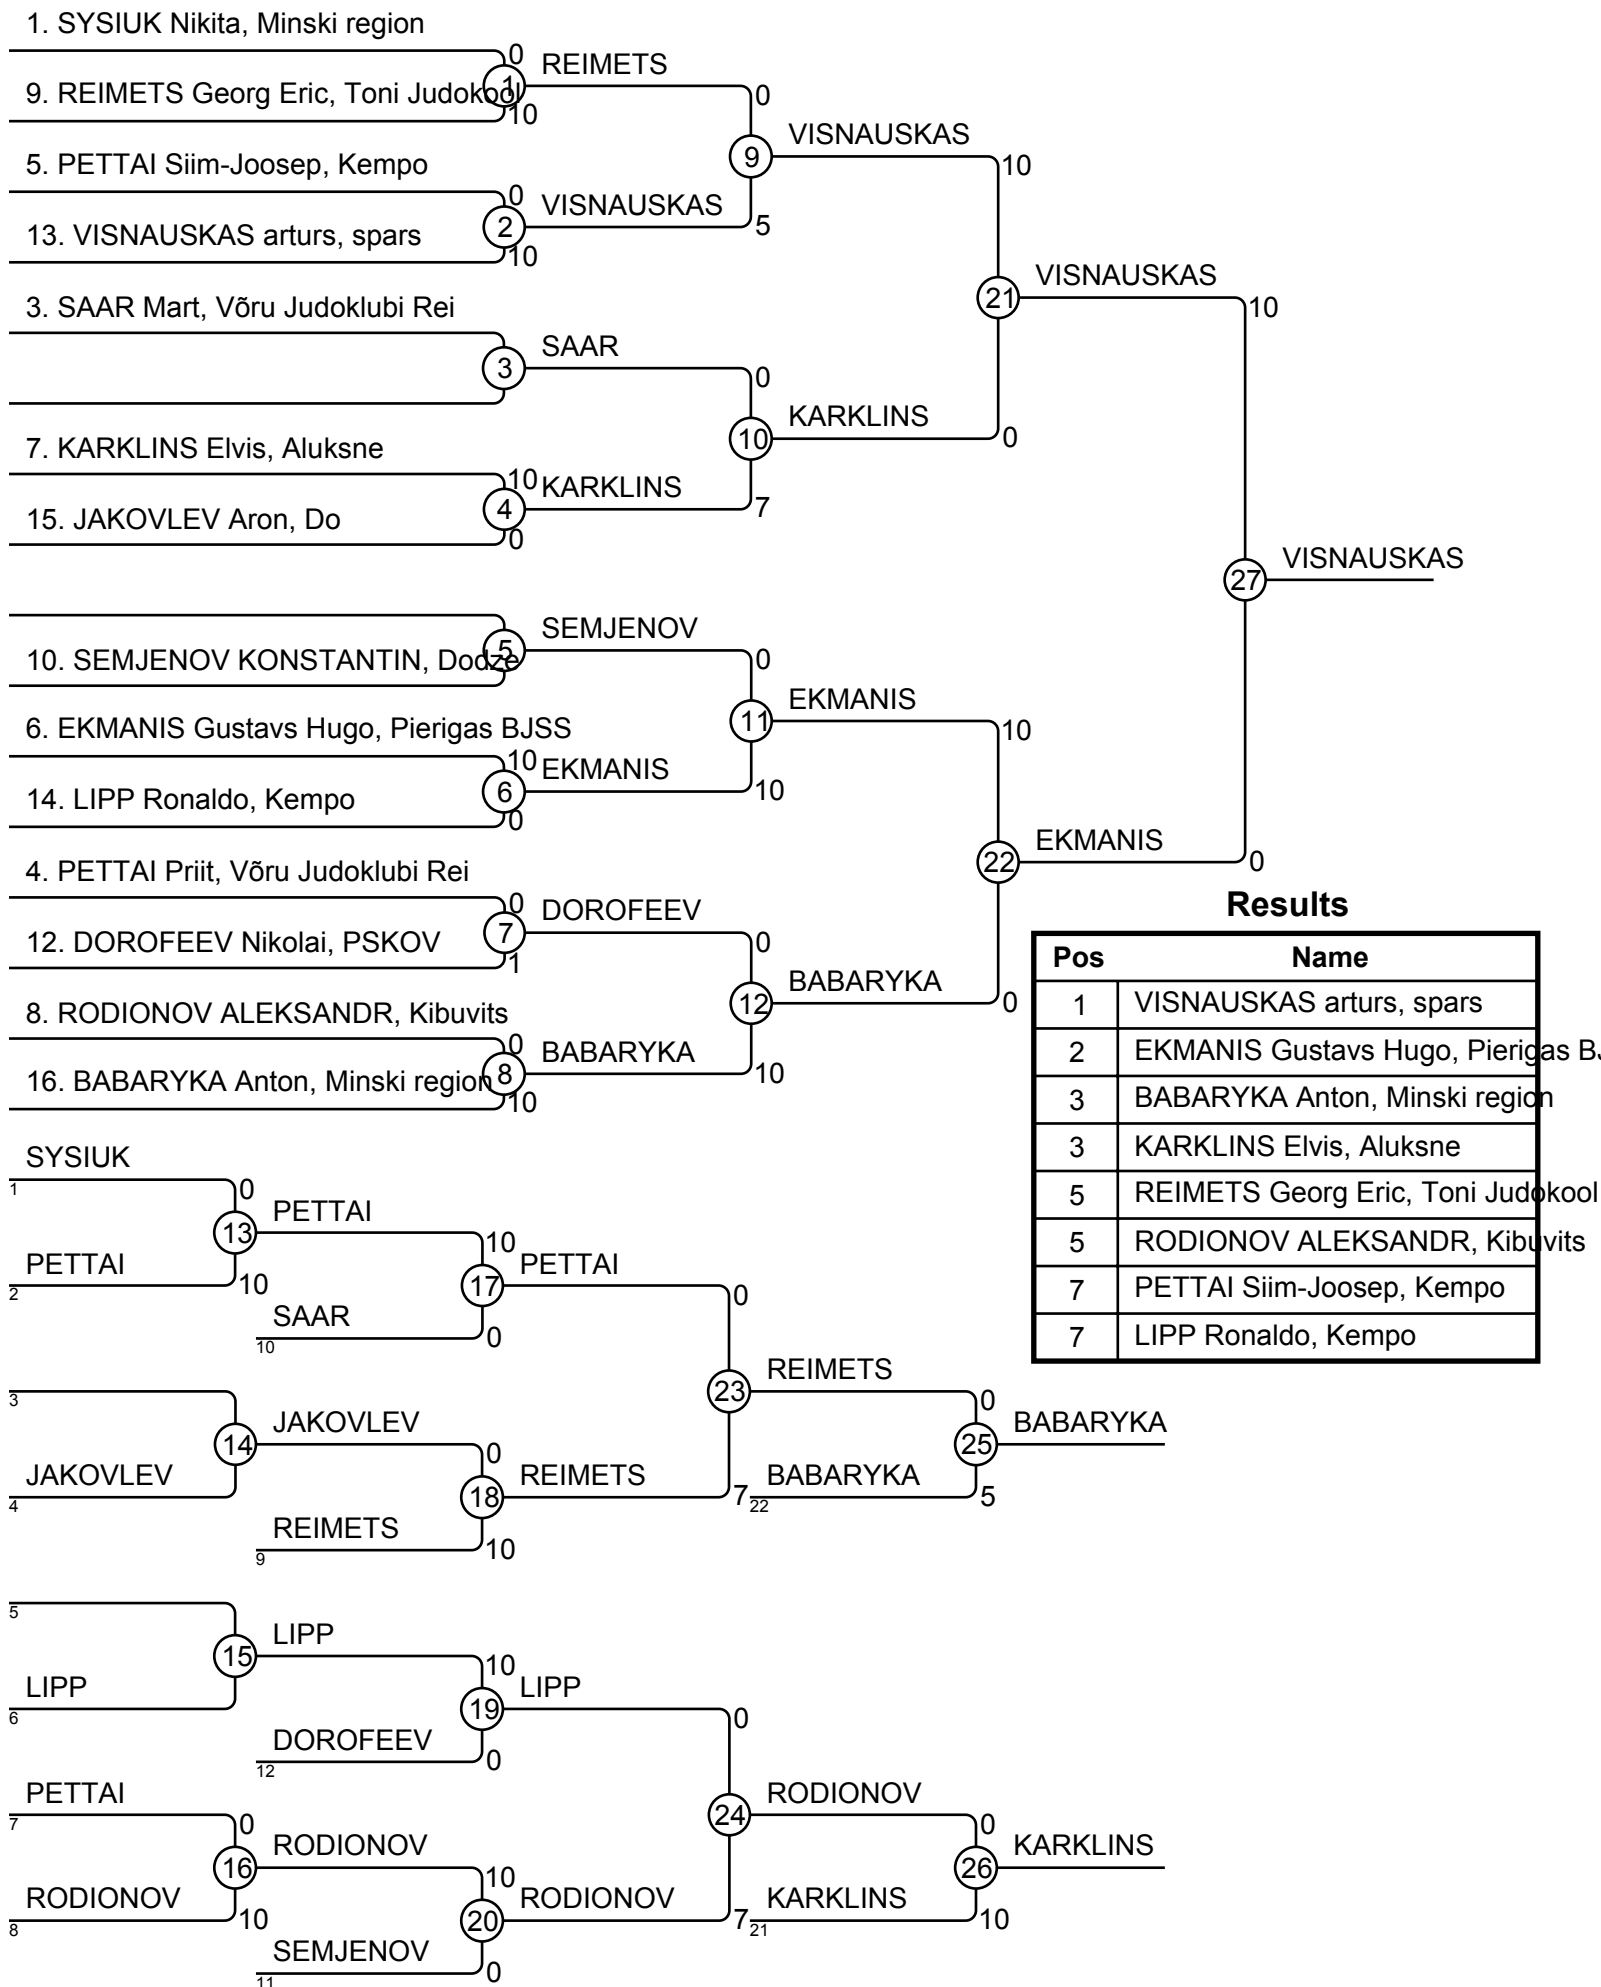 1. SYSIUK Nikita, Minski region
0
REIMETS
1
9. REIMETS Georg Eric, Toni Judokool
10
0
VISNAUSKAS
9
10
5. PETTAI Siim-Joosep, Kempo
0
VISNAUSKAS
2
5
13. VISNAUSKAS arturs, spars
10
VISNAUSKAS
21
10
3. SAAR Mart, Võru Judoklubi Rei
SAAR
3
0
KARKLINS
10
0
7. KARKLINS Elvis, Aluksne
10
KARKLINS
4
7
15. JAKOVLEV Aron, Do
0
VISNAUSKAS
27
SEMJENOV
5
0
10. SEMJENOV KONSTANTIN, Dodze
EKMANIS
11
10
6. EKMANIS Gustavs Hugo, Pierigas BJSS
10
EKMANIS
6
10
14. LIPP Ronaldo, Kempo
0
EKMANIS
22
0
4. PETTAI Priit, Võru Judoklubi Rei
0
DOROFEEV
7
0
12. DOROFEEV Nikolai, PSKOV
1
BABARYKA
12
0
8. RODIONOV ALEKSANDR, Kibuvits
0
BABARYKA
8
10
16. BABARYKA Anton, Minski region
10
Results
Pos Name
1 VISNAUSKAS arturs, spars
2 EKMANIS Gustavs Hugo, Pierigas
3 BABARYKA Anton, Minski region
3 KARKLINS Elvis, Aluksne
5 REIMETS Georg Eric, Toni Judokool
5 RODIONOV ALEKSANDR, Kibuvits
7 PETTAI Siim-Joosep, Kempo
7 LIPP Ronaldo, Kempo
SYSIUK
1
0
PETTAI
13
10
PETTAI
2
10
PETTAI
17
0
SAAR
10
0
REIMETS
23
0
3
JAKOVLEV
14
0
JAKOVLEV
4
REIMETS
18
7
REIMETS
9
10
BABARYKA
22
5
BABARYKA
25
5
LIPP
15
10
LIPP
6
LIPP
19
0
DOROFEEV
12
0
RODIONOV
24
0
PETTAI
7
0
RODIONOV
16
10
RODIONOV
8
10
RODIONOV
20
7
SEMJENOV
11
0
KARKLINS
21
10
KARKLINS
26